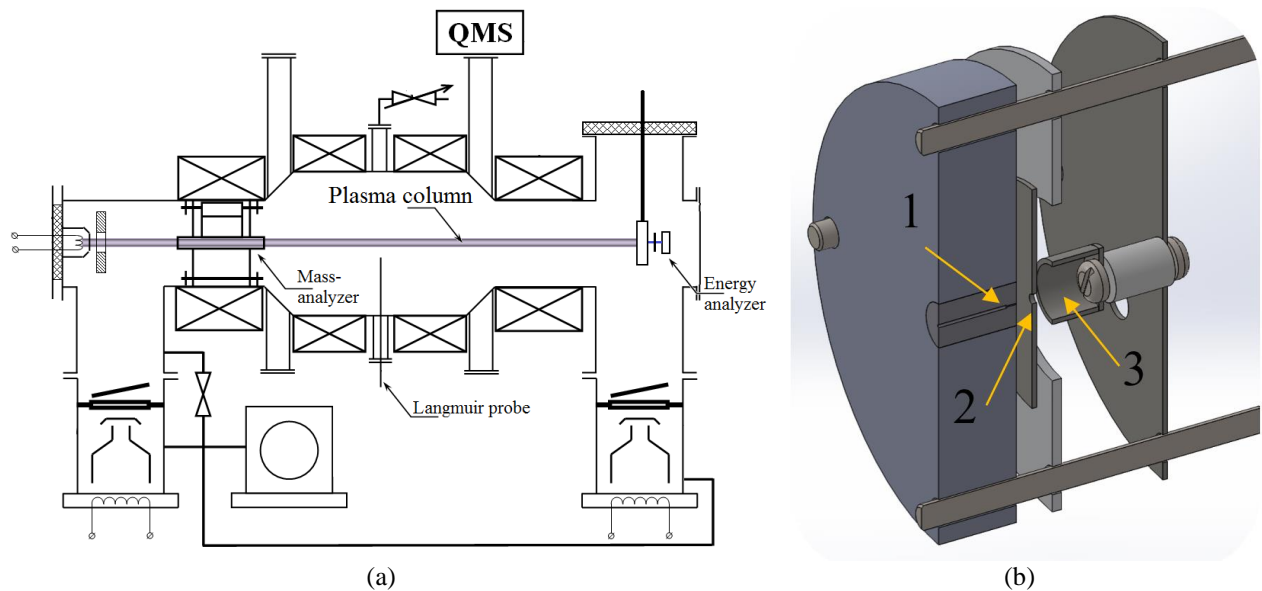 QMS
Plasma column
Mass-
analyzer
Energy
analyzer
Langmuir probe
(a)
1
2
3
(b)